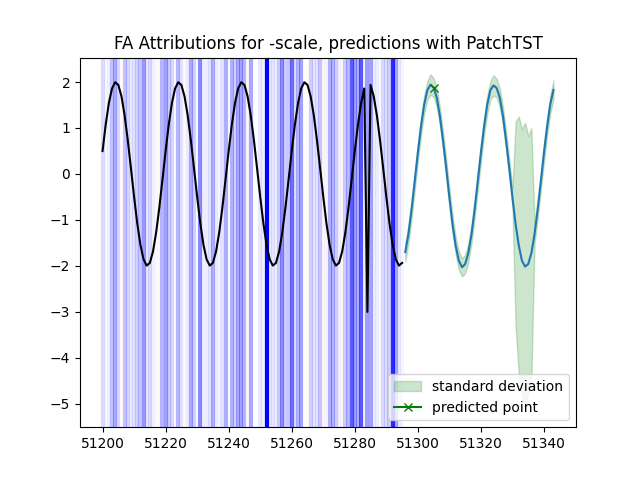 FA Attributions for -scale, predictions with PatchTST
2
1
0
−1
−2
−3
−4
−5
standard deviation
predicted point
51200 51220 51240 51260 51280 51300 51320 51340